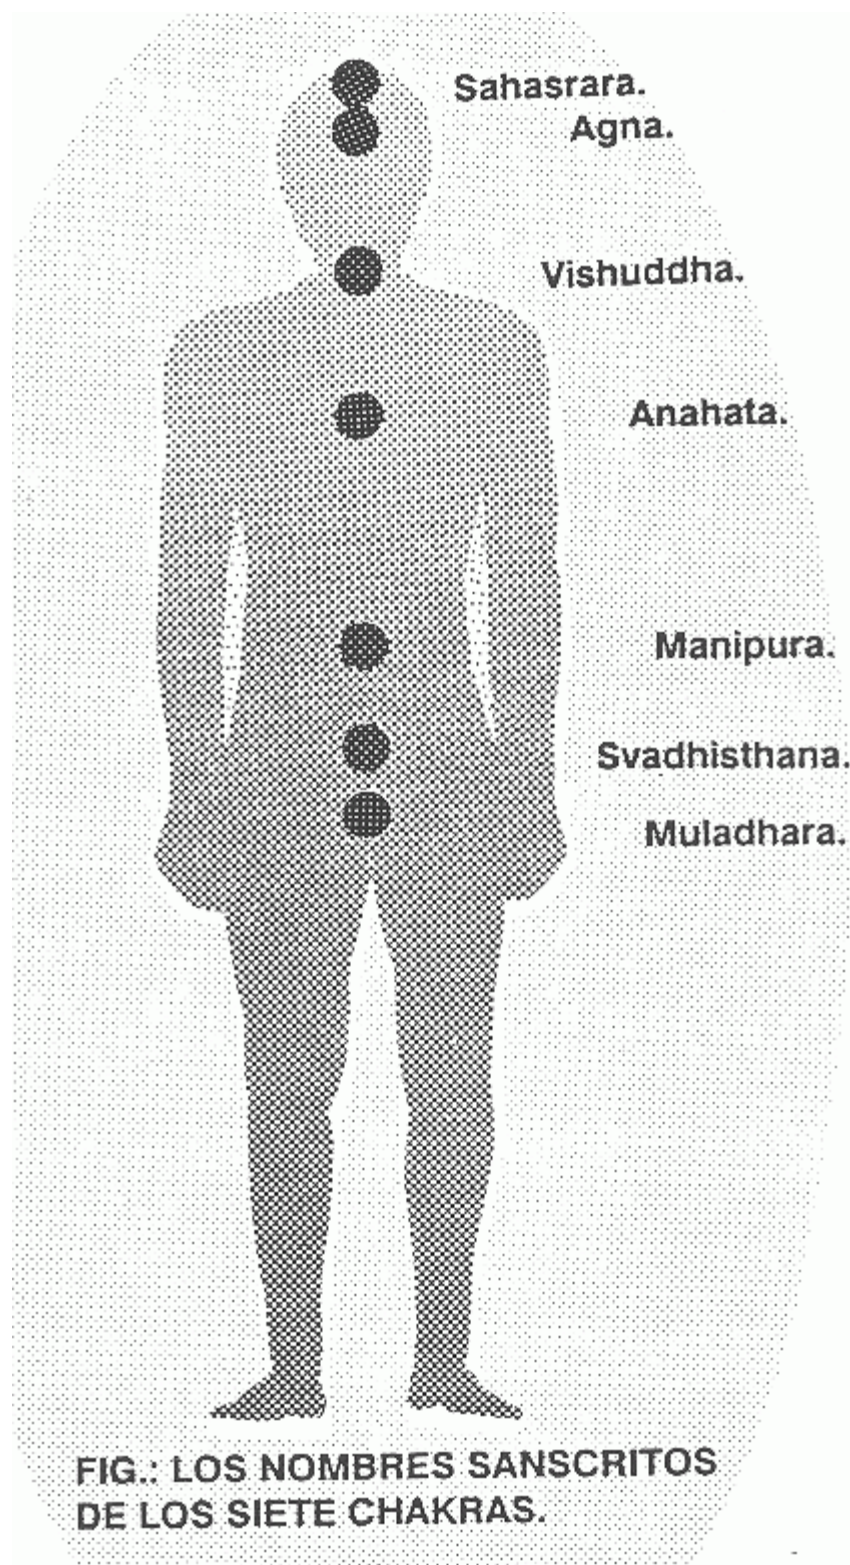 Sahasrara.
Agna.
Vishuddha.
Anahata.
Manipura.
Svadhisthana.
Muladhara.
FIG.: LOS NOMBRES SANSCRITOS
DE LOS SIETE CHAKRAS.